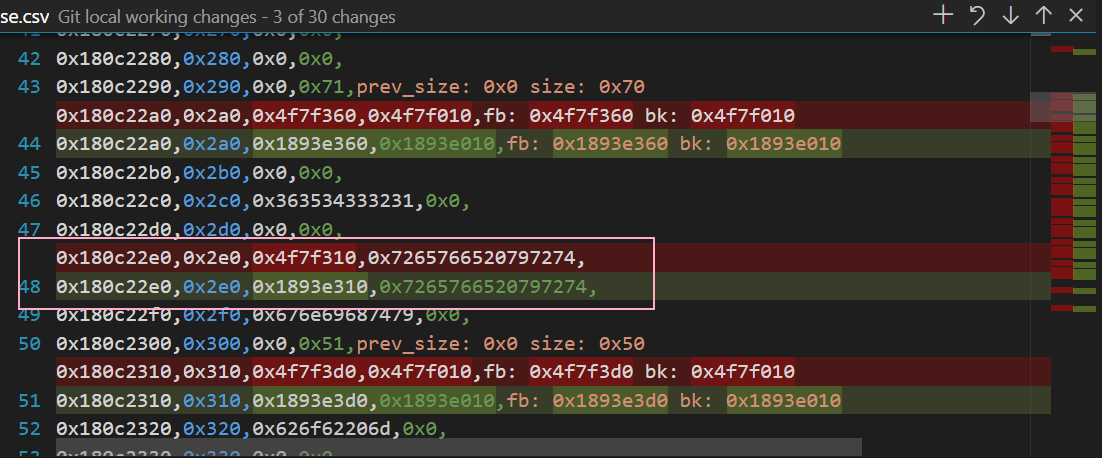 se.csv Git local working changes - 3 of 30 changes
42 0x180c2280,0x280,0x0,0x0,
43 0x180c2290,0x290,0x0,0x71,prev_size: 0x0 size: 0x70
0x180c22a0,0x2a0,0x4f7f360,0x4f7f010,fb: 0x4f7f360 bk: 0x4f7f010
44 0x180c22a0,0x2a0,0x1893e360,0x1893e010,fb: 0x1893e360 bk: 0x1893e010
45 0x180c22b0,0x2b0,0x0,0x0,
46 0x180c22c0,0x2c0,0x363534333231,0x0,
47 0x180c22d0,0x2d0,0x0,0x0,
0x180c22e0,0x2e0,0x4f7f310,0x7265766520797274,
48 0x180c22e0,0x2e0,0x1893e310,0x7265766520797274,
49 0x180c22f0,0x2f0,0x676e69687479,0x0,
50 0x180c2300,0x300,0x0,0x51,prev_size: 0x0 size: 0x50
0x180c2310,0x310,0x4f7f3d0,0x4f7f010,fb: 0x4f7f3d0 bk: 0x4f7f010
51 0x180c2310,0x310,0x1893e3d0,0x1893e010,fb: 0x1893e3d0 bk: 0x1893e010
52 0x180c2320,0x320,0x626f62206d,0x0,